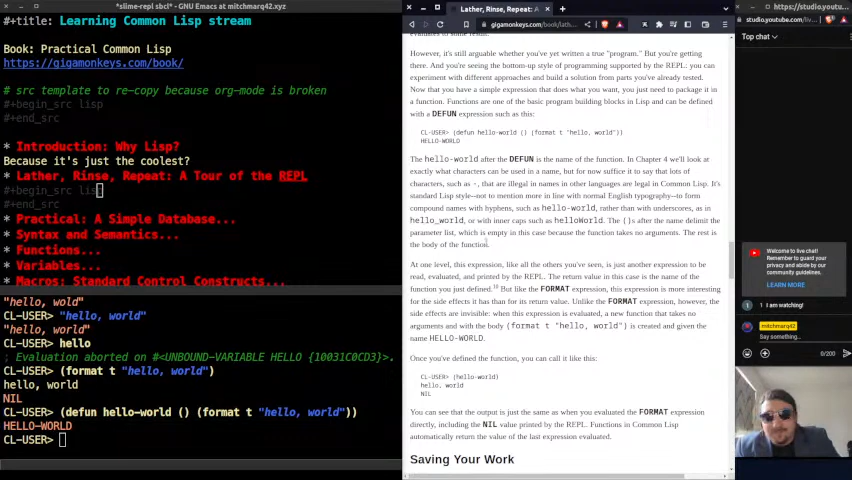 *slime-repl sbcl* - GNU Emacs at mitchmarq42.xyz
#+title: Learning Common Lisp stream
Book: Practical Common Lisp
https://gigamonkeys.com/book/
# src template to re-copy because org-mode is broken
#+begin_src lisp
#+end_src
* Introduction: Why Lisp?
Because it's just the coolest?
* Lather, Rinse, Repeat: A Tour of the REPL
#+begin_src lisp
#+end_src
* Practical: A Simple Database...
* Syntax and Semantics...
* Functions...
* Variables...
* Macros: Standard Control Constructs...
"hello, wold"
CL-USER> "hello, world"
"hello, world"
CL-USER> hello
; Evaluation aborted on #<UNBOUND-VARIABLE HELLO {10031C0CD3}>.
CL-USER> (format t "hello, world")
hello, world
NIL
CL-USER> (defun hello-world () (format t "hello, world"))
HELLO-WORLD
CL-USER>
Lather, Rinse, Repeat: A
gigamonkeys.com/book/lath
However, it's still arguable whether you've yet written a true "program." But you're getting
there. And you're seeing the bottom-up style of programming supported by the REPL: you can
experiment with different approaches and build a solution from parts you've already tested.
Now that you have a simple expression that does what you want, you just need to package it in
a function. Functions are one of the basic program building blocks in Lisp and can be defined
with a DEFUN expression such as this:
CL-USER> (defun hello-world () (format t "hello, world"))
HELLO-WORLD
The hello-world after the DEFUN is the name of the function. In Chapter 4 we'll look at
exactly what characters can be used in a name, but for now suffice it to say that lots of
characters, such as -, that are illegal in names in other languages are legal in Common Lisp. It's
standard Lisp style--not to mention more in line with normal English typography--to form
compound names with hyphens, such as hello-world, rather than with underscores, as in
hello_world, or with inner caps such as helloWorld. The ()s after the name delimit the
parameter list, which is empty in this case because the function takes no arguments. The rest is
the body of the function.
At one level, this expression, like all the others you've seen, is just another expression to be
read, evaluated, and printed by the REPL. The return value in this case is the name of the
function you just defined.10 But like the FORMAT expression, this expression is more interesting
for the side effects it has than for its return value. Unlike the FORMAT expression, however, the
side effects are invisible: when this expression is evaluated, a new function that takes no
arguments and with the body (format t "hello, world") is created and given the
name HELLO-WORLD.
Once you've defined the function, you can call it like this:
CL-USER> (hello-world)
hello, world
NIL
You can see that the output is just the same as when you evaluated the FORMAT expression
directly, including the NIL value printed by the REPL. Functions in Common Lisp
automatically return the value of the last expression evaluated.
Saving Your Work
https://studio.youtu
Top chat
Welcome to live chat!
Remember to guard your
privacy and abide by our
community guidelines.
LEARN MORE
1 I am watching!
mitchmarq42
Say something...
0/200